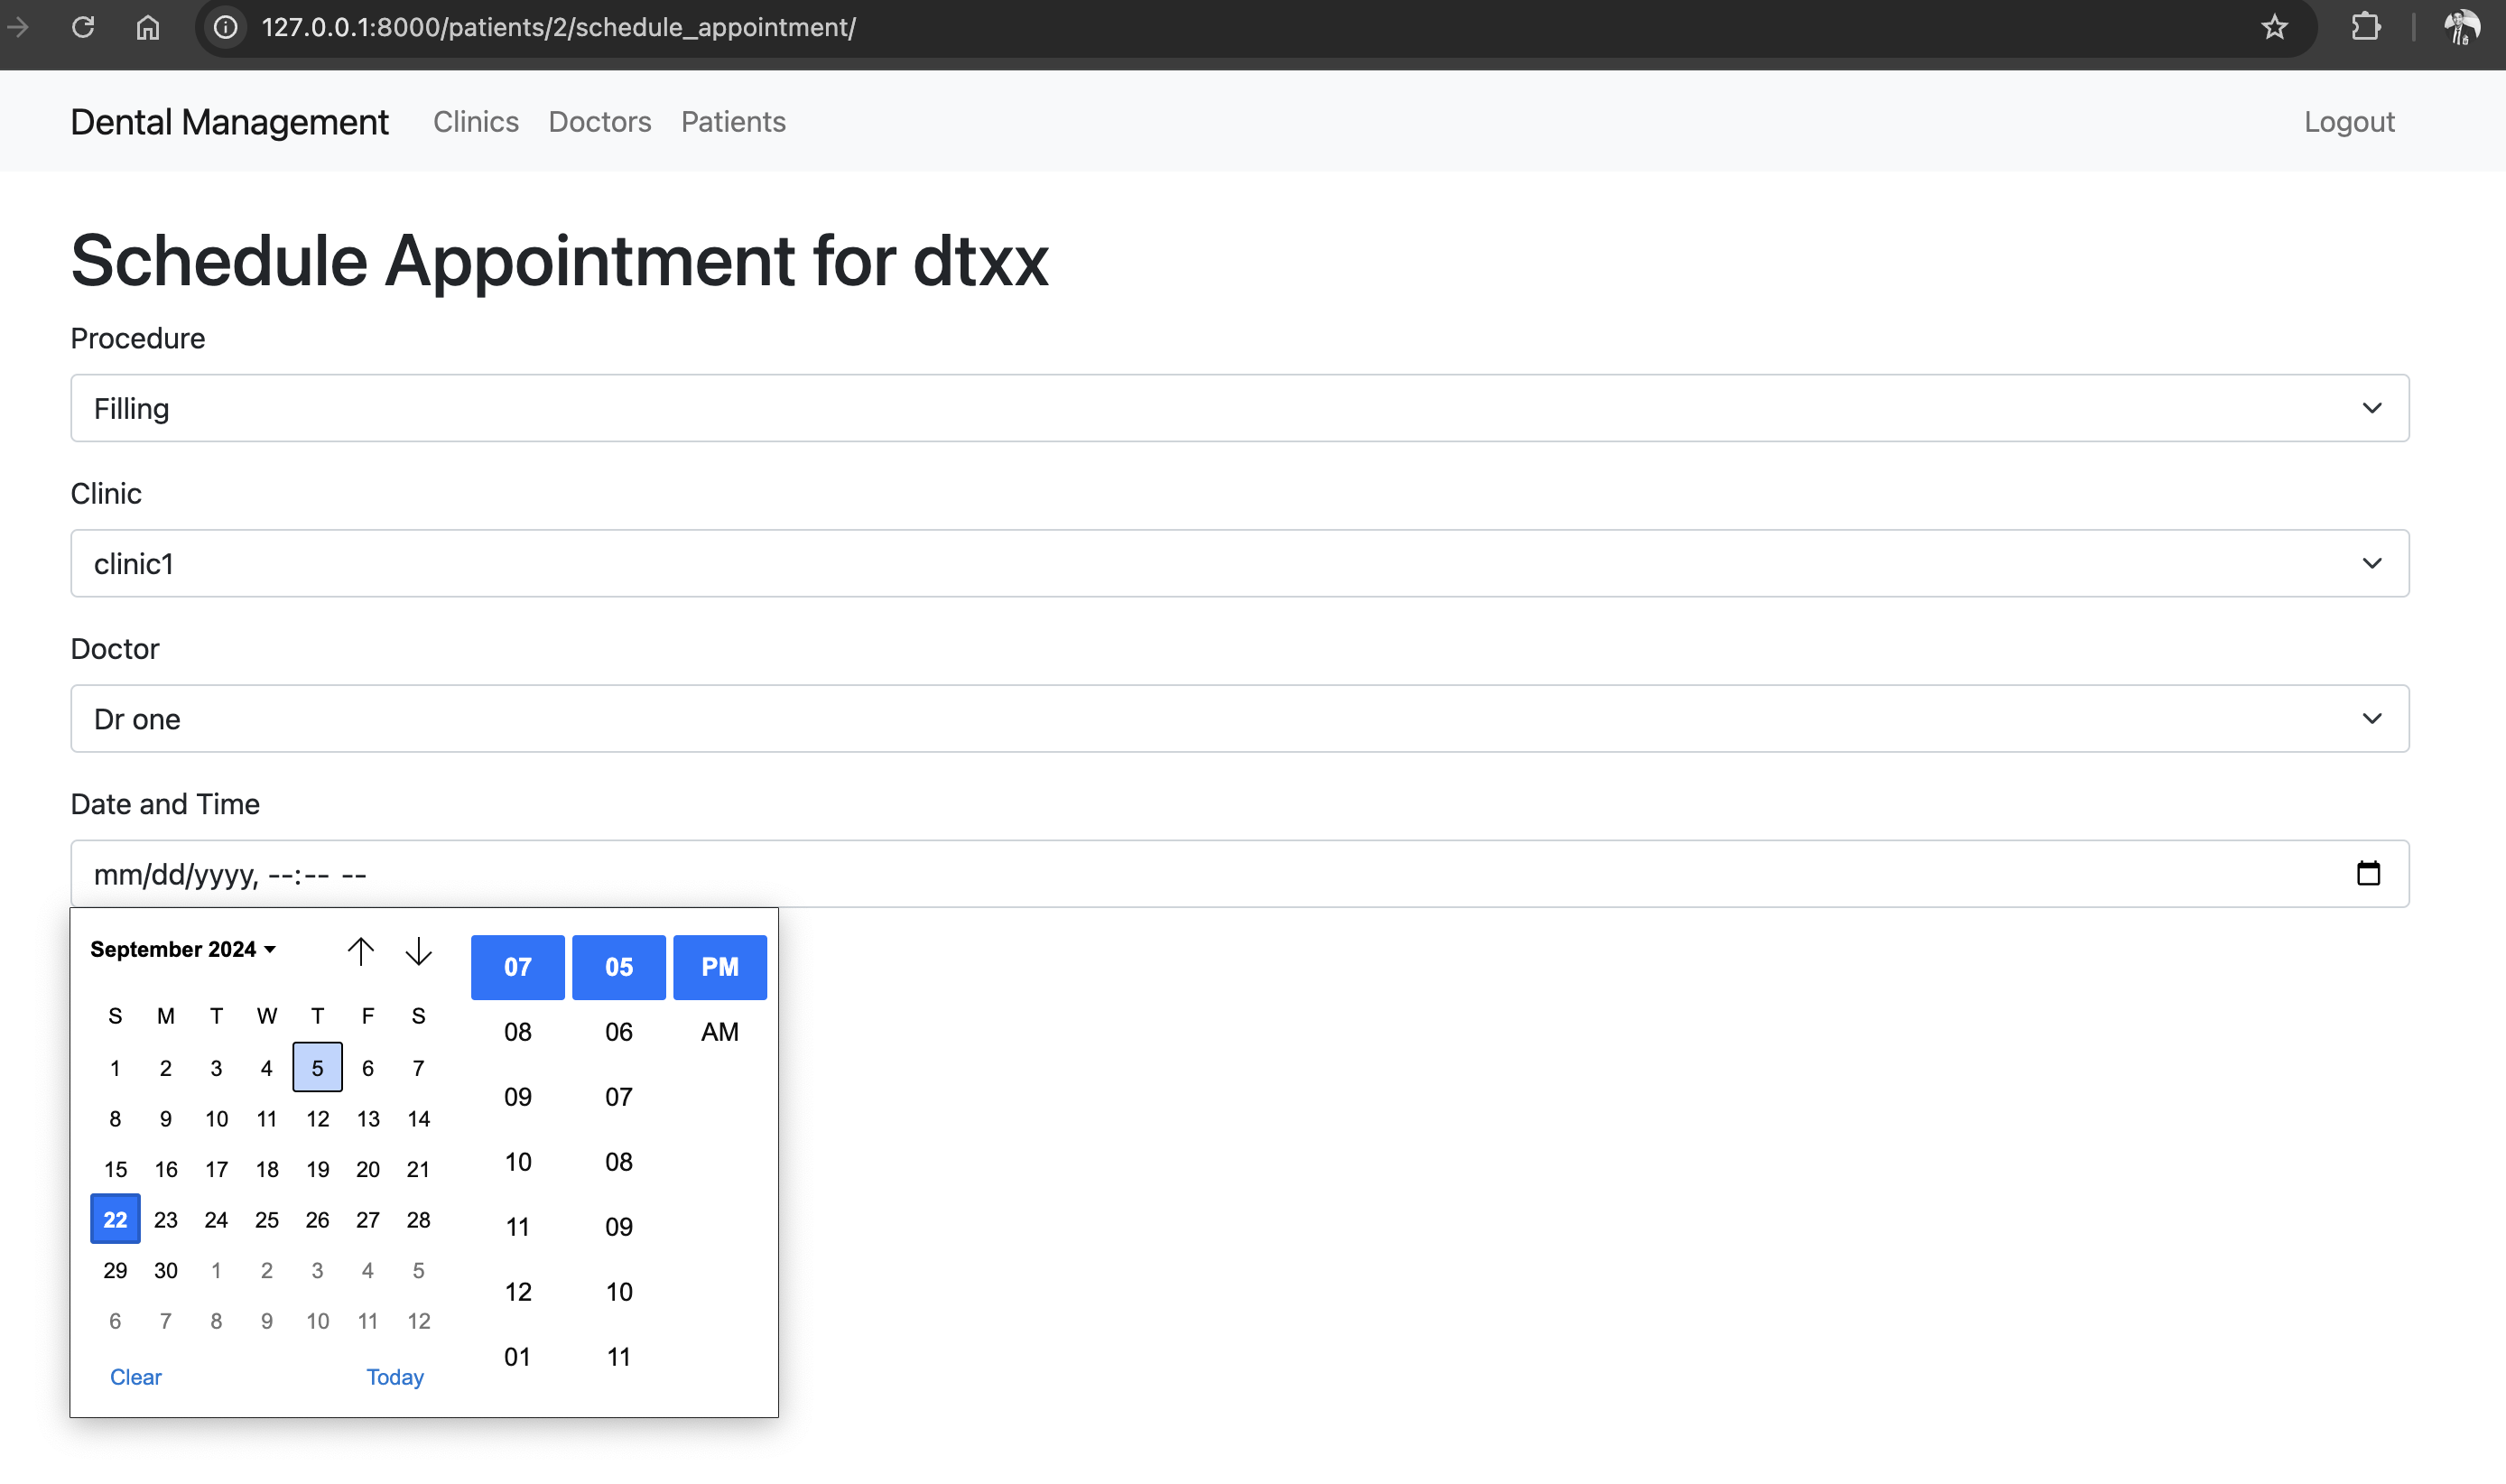 127.0.0.1:8000/patients/2/schedule_appointment/
Dental Management Clinics Doctors Patients Logout
Schedule Appointment for dtxx
Procedure
Filling
Clinic
clinic1
Doctor
Dr one
Date and Time
mm/dd/yyyy, --:-- --
September 2024 07 05 PM
S M T W T F S 08 06 AM
1 2 3 4 5 6 7 09 07
8 9 10 11 12 13 14
15 16 17 18 19 20 21 10 08
22 23 24 25 26 27 28 11 09
29 30 1 2 3 4 5 12 10
6 7 8 9 10 11 12 01 11
Clear Today